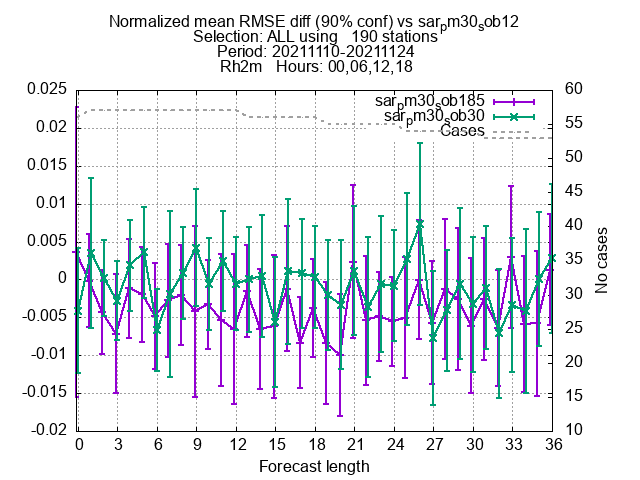 Normalized mean RMSE diff (90% conf) vs sar_pm30_sob12
Selection: ALL using 190 stations
Period: 20211110-20211124
Rh2m Hours: 00,06,12,18
0.025
0.02
0.015
0.01
0.005
0
-0.005
-0.01
-0.015
-0.02
sar_pm30_sob185
sar_pm30_sob30
Cases
60
55
50
45
40
35
30
25
20
15
10
No cases
0 3 6 9 12 15 18 21 24 27 30 33 36
Forecast length